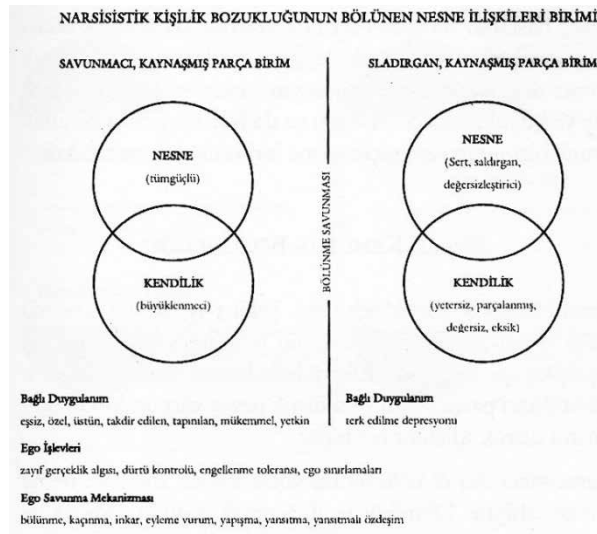 NARSİSİSTİK KİŞİLİK BOZUKLUĞUNUN BÖLÜNEN NESNE İLİŞKİLERİ BİRİMİ
SAVUNMACI, KAYNAŞMIŞ PARÇA BİRİM
NESNE
(tümgüçlü)
KENDİLİK
(büyüklenmeci)
BÖLÜNME SAVUNMASI
SLADIRGAN, KAYNAŞMIŞ PARÇA BİRİM
NESNE
(Sert, saldırgan,
değersizleştirici)
KENDİLİK
(yetersiz, parçalanmış,
değersiz, eksik)
Bağlı Duygulanım
eşsiz, özel, üstün, takdir edilen, tapınılan, mükemmel, yetkin
Bağlı Duygulanım
terk edilme depresyonu
Ego İşlevleri
zayıf gerçeklik algısı, dürtü kontrolü, engellenme toleransı, ego sınırlamaları
Ego Savunma Mekanizması
bölünme, kaçınma, inkar, eyleme vurum, yapışma, yansıtma, yansıtmalı özdeşim